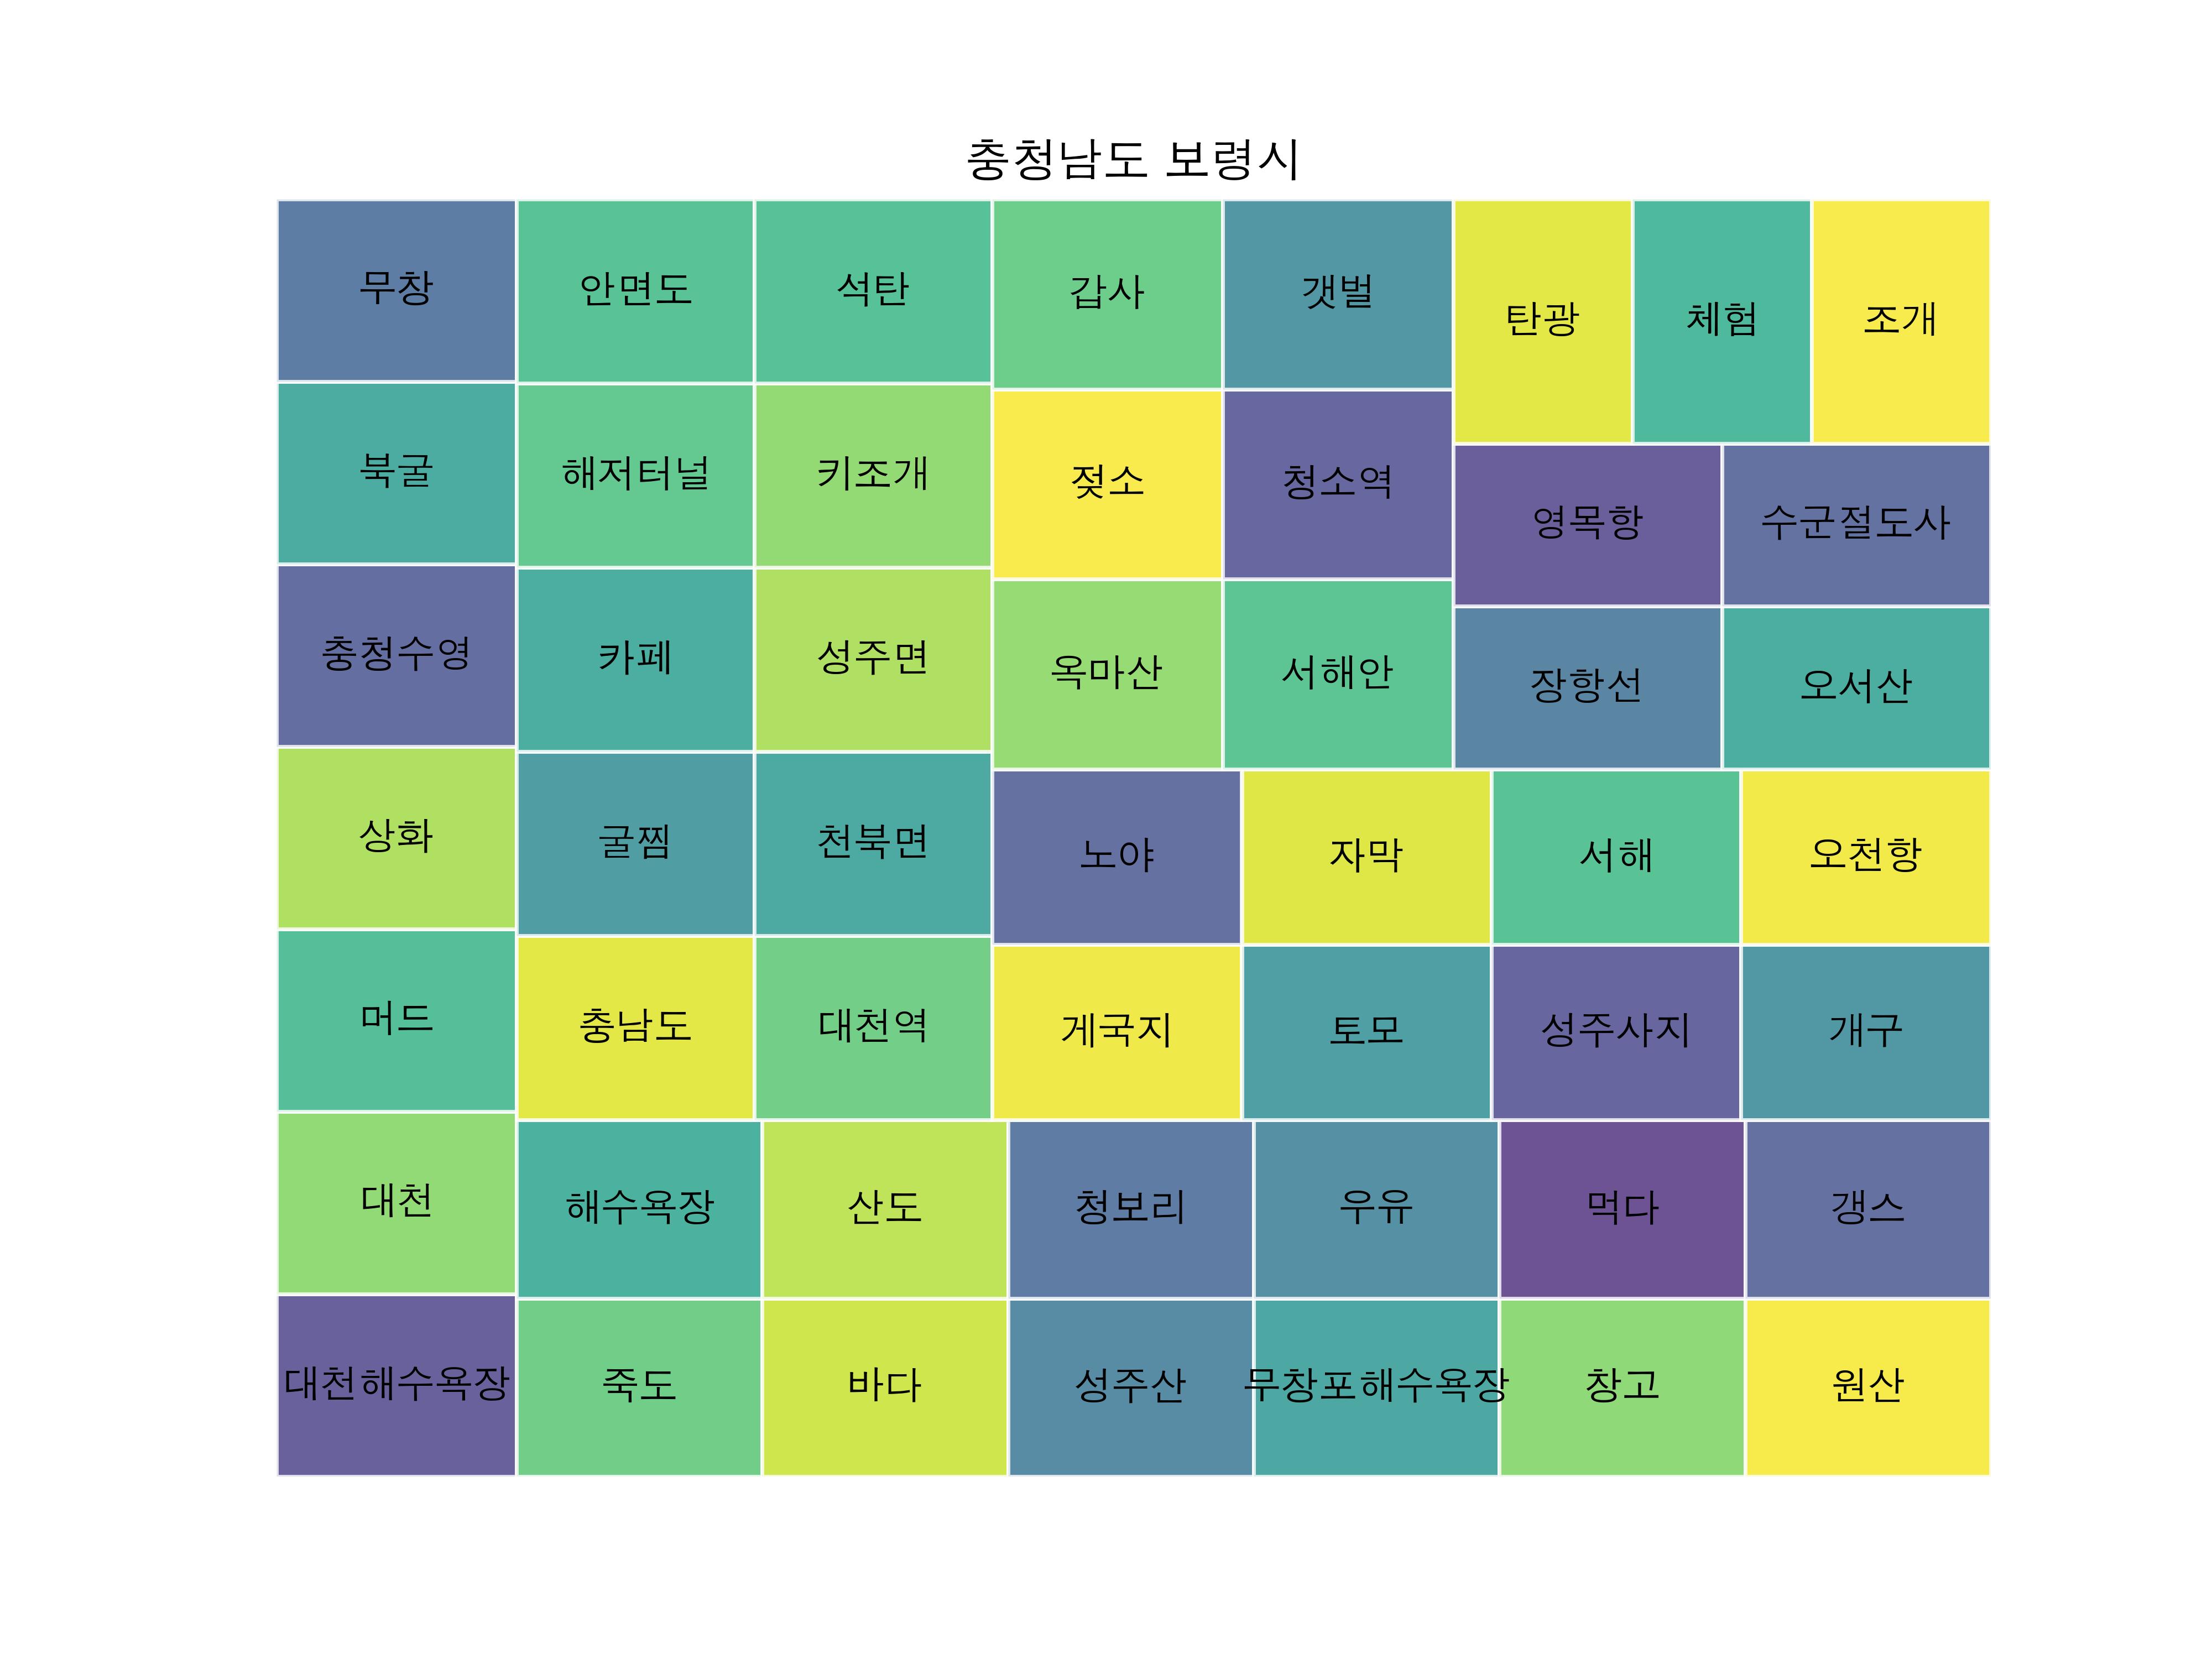 충청남도 보령시
무창
안면도
석탄
갑사
갯벌
탄광
체험
조개
북굴
해저터널
키조개
젖소
청소역
영목항
수군절도사
충청수영
카페
성주면
옥마산
서해안
장항선
오서산
상화
굴찜
천북면
노야
자막
서해
오천항
머드
충남도
대천역
게국지
토모
성주사지
개구
대천
해수욕장
산도
청보리
우유
먹다
갱스
대천해수욕장
죽도
바다
성주산
무창포해수욕장
창고
원산